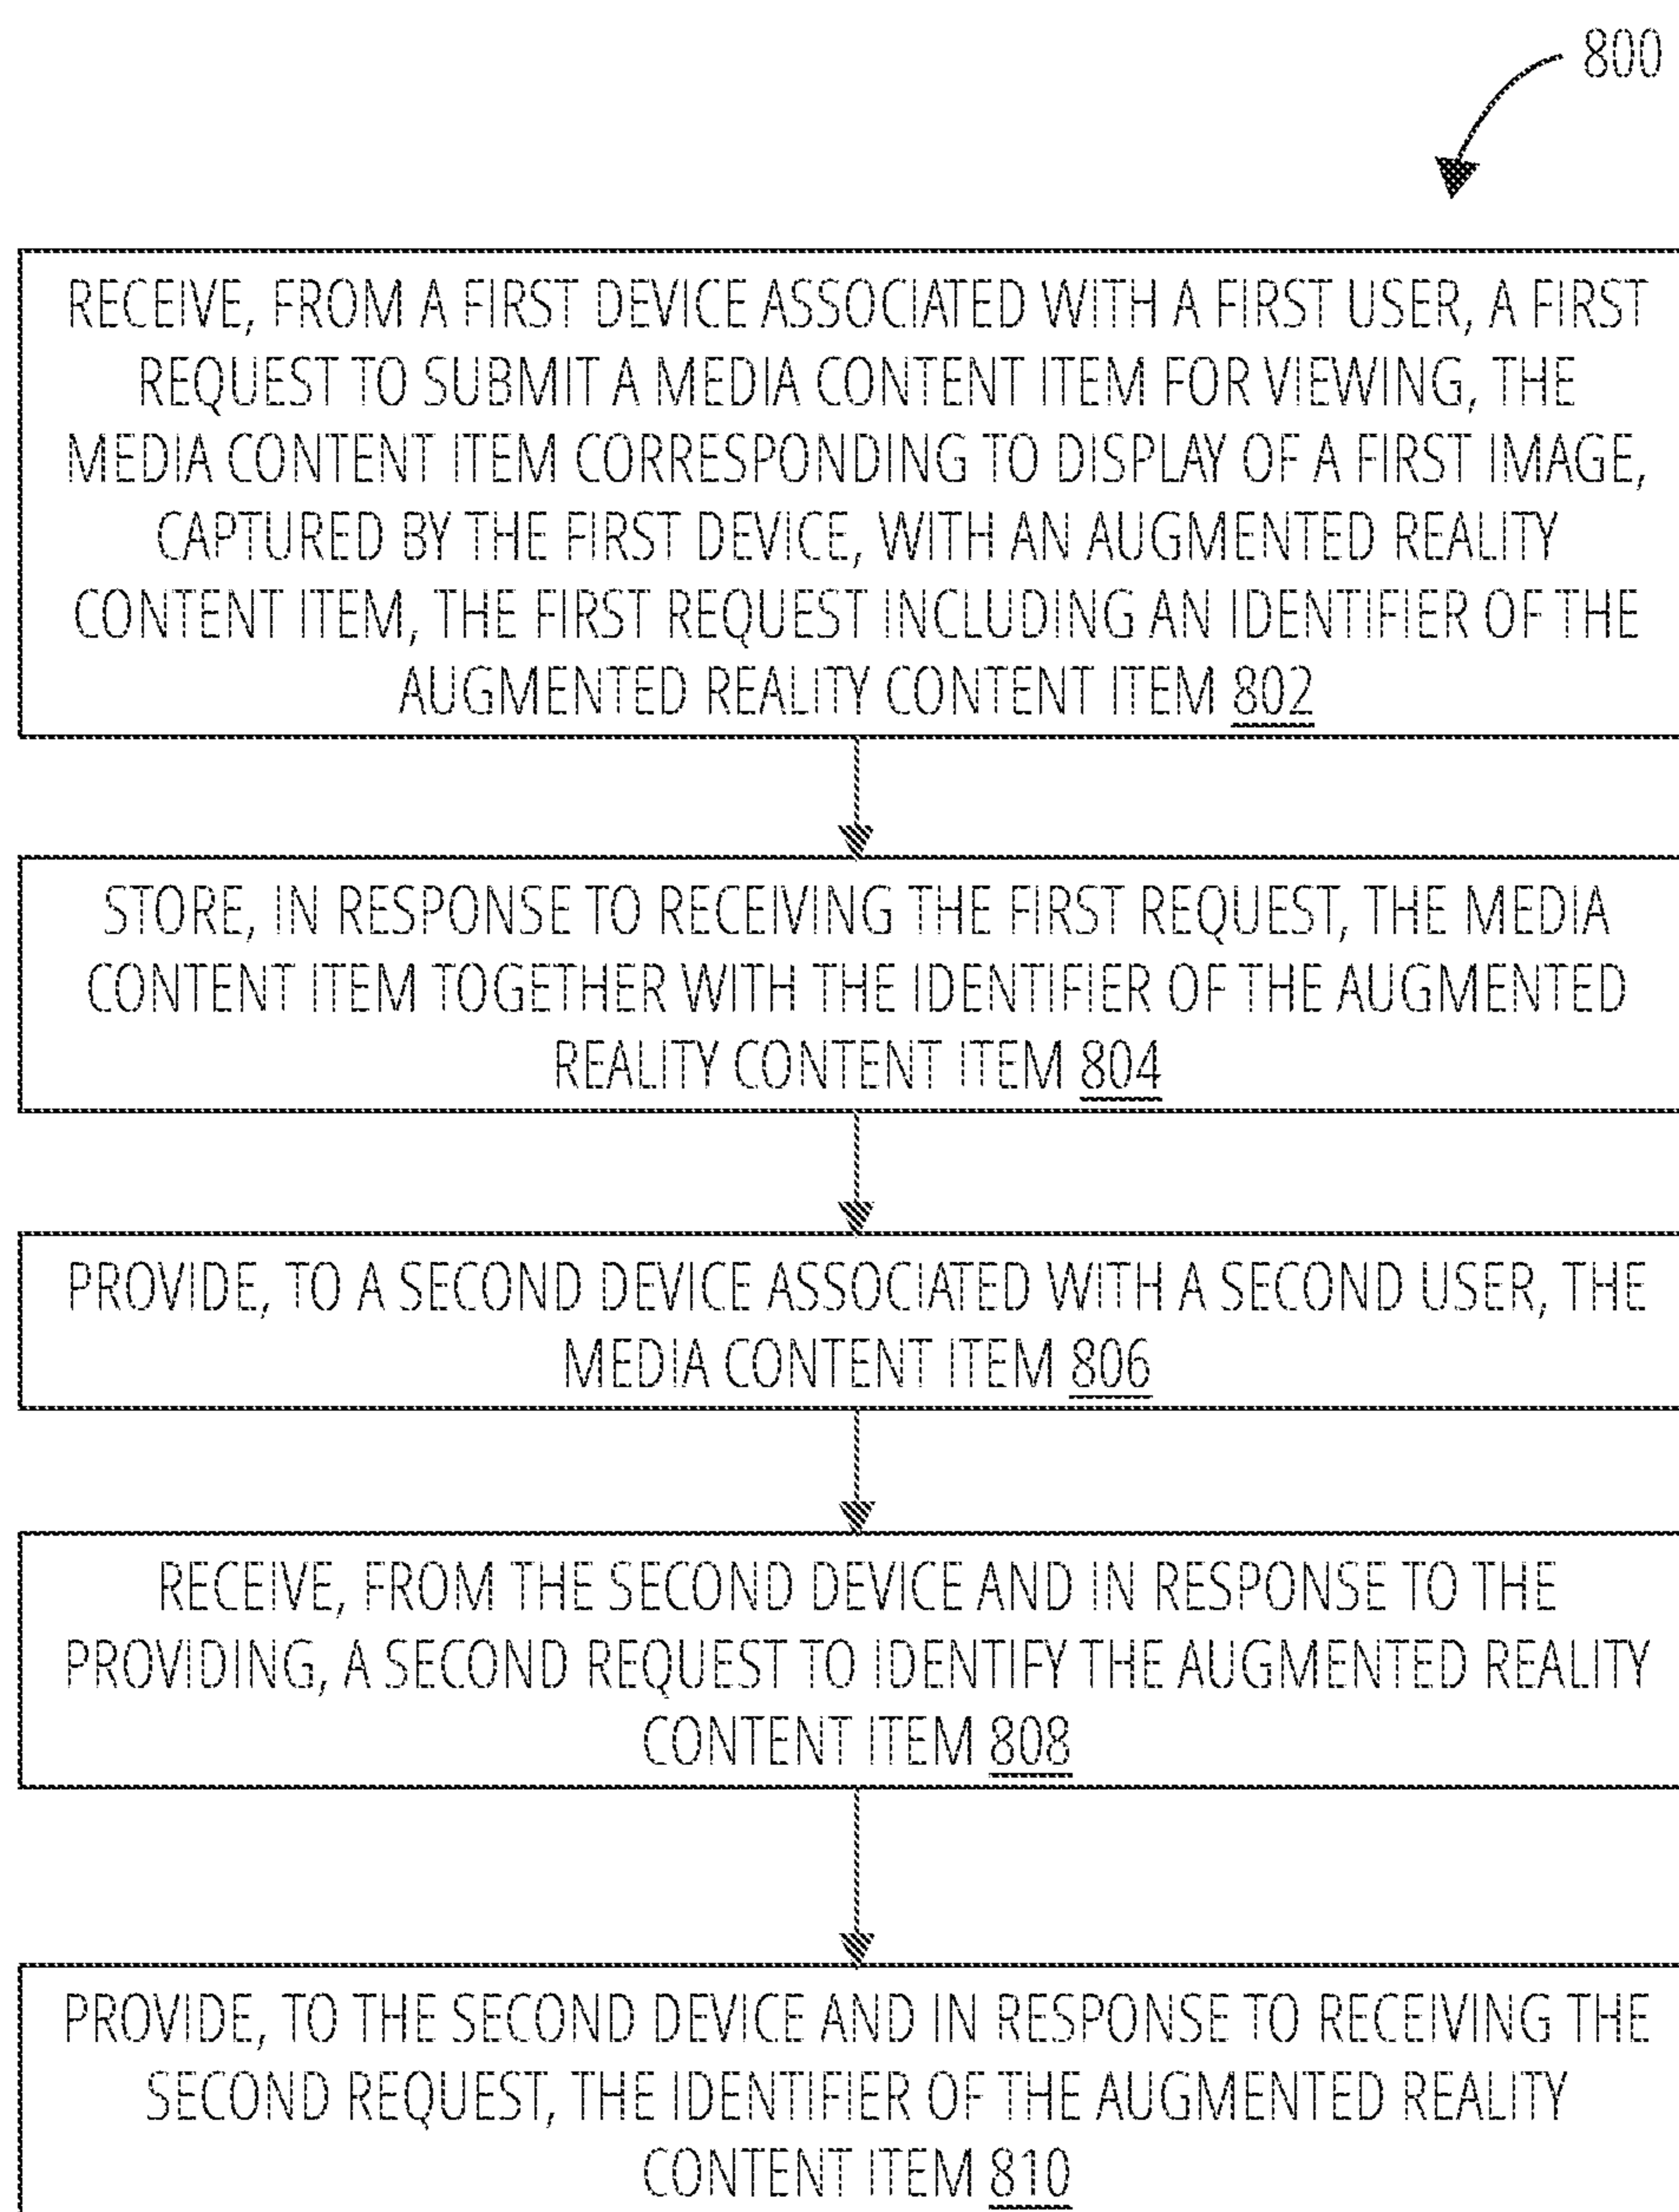 800
RECEIVE, FROM A FIRST DEVICE ASSOCIATED WITH A FIRST USER, A FIRST
REQUEST TO SUBMIT A MEDIA CONTENT ITEM FOR VIEWING, THE
MEDIA CONTENT ITEM CORRESPONDING TO DISPLAY OF A FIRST IMAGE,
CAPTURED BY THE FIRST DEVICE, WITH AN AUGMENTED REALITY
CONTENT ITEM, THE FIRST REQUEST INCLUDING AN IDENTIFIER OF THE
AUGMENTED REALITY CONTENT ITEM 802
STORE, IN RESPONSE TO RECEIVING THE FIRST REQUEST, THE MEDIA
CONTENT ITEM TOGETHER WITH THE IDENTIFIER OF THE AUGMENTED
REALITY CONTENT ITEM 804
PROVIDE, TO A SECOND DEVICE ASSOCIATED WITH A SECOND USER, THE
MEDIA CONTENT ITEM 806
RECEIVE, FROM THE SECOND DEVICE AND IN RESPONSE TO THE
PROVIDING, A SECOND REQUEST TO IDENTIFY THE AUGMENTED REALITY
CONTENT ITEM 808
PROVIDE, TO THE SECOND DEVICE AND IN RESPONSE TO RECEIVING THE
SECOND REQUEST, THE IDENTIFIER OF THE AUGMENTED REALITY
CONTENT ITEM 810